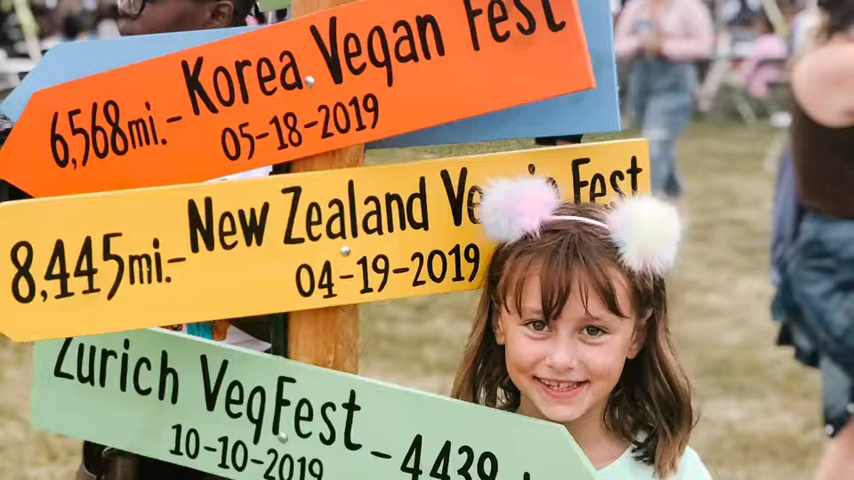 6,568mi.- Korea Vegan Fest
05-18-2019
8,445mi.- New Zealand Fest
04-19-2019
Zurich VegFest - 4439
10-10-2019